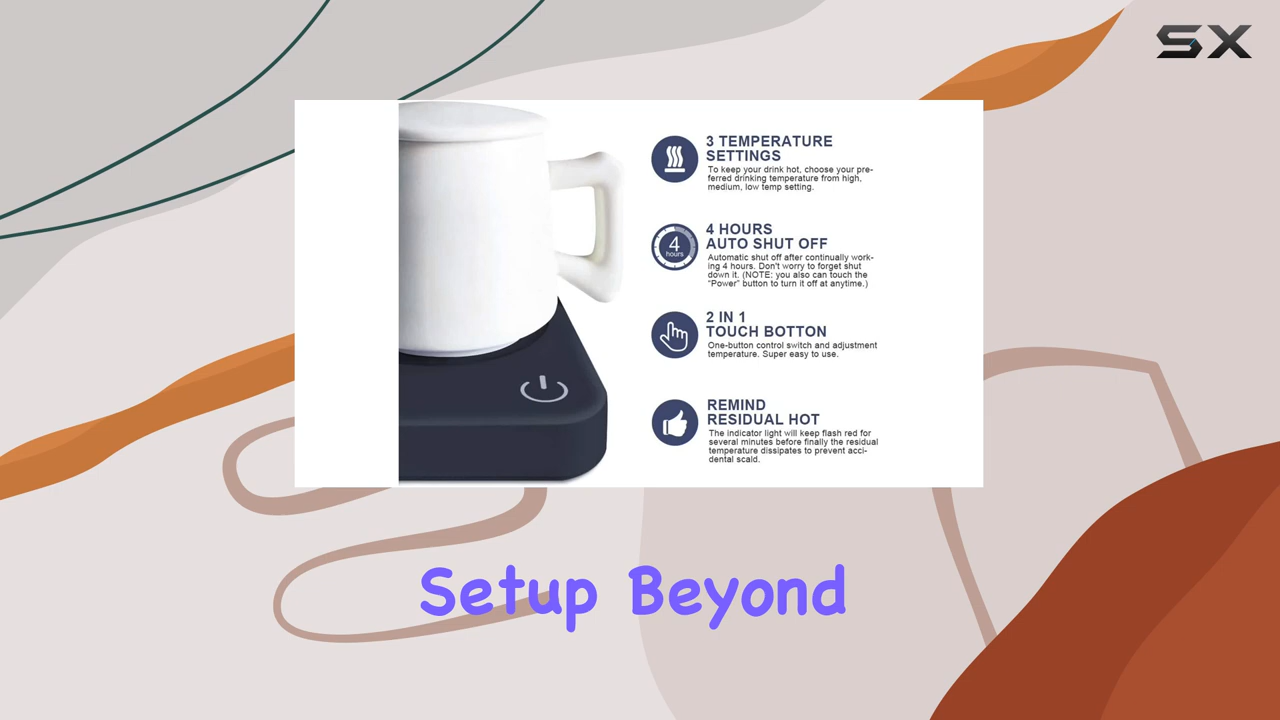 SX
3 TEMPERATURE
SETTINGS
To keep your drink hot, choose your pre-
ferred drinking temperature from high,
medium, low temp setting.
4
hours
4 HOURS
AUTO SHUT OFF
Automatic shut off after continually work-
ing 4 hours. Don't worry to forget shut
down it. (NOTE: you also can touch the
"Power" button to turn it off at anytime.)
2 IN 1
TOUCH BOTTON
One-button control switch and adjustment
temperature. Super easy to use.
REMIND
RESIDUAL HOT
The indicator light will keep flash red for
several minutes before finally the residual
temperature dissipates to prevent acci-
dental scald.
Setup Beyond